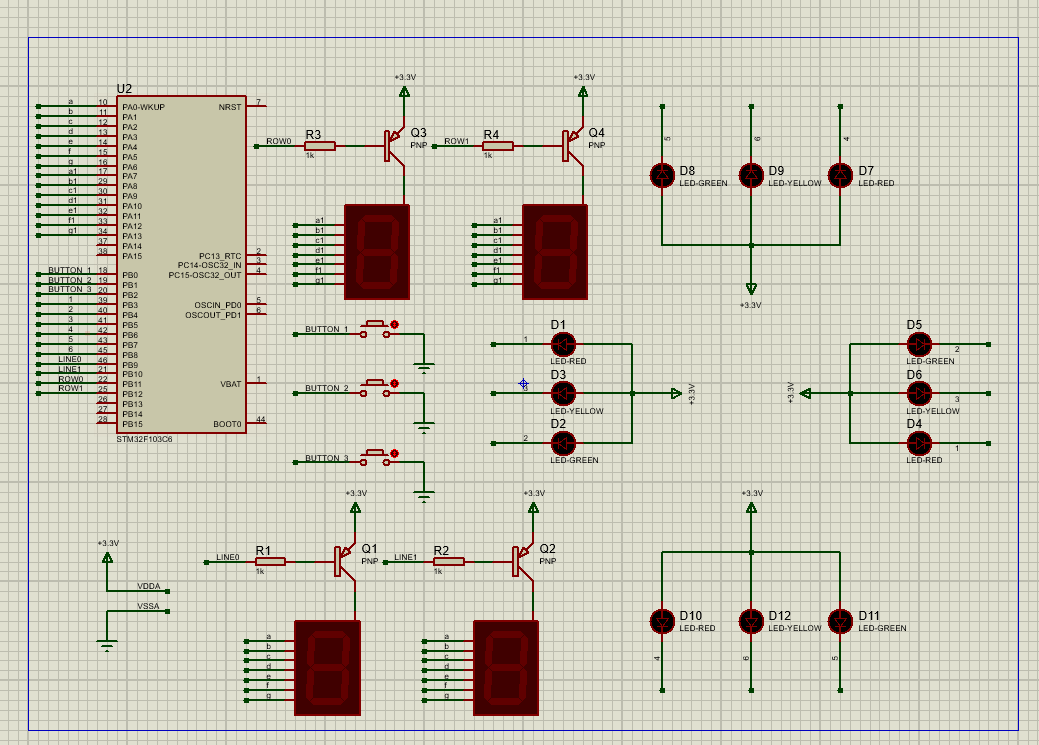 U2
a 10 PA0-WKUP
b 11 PA1
c 12 PA2
d 13 PA3
e 14 PA4
f 15 PA5
g 16 PA6
a1 17 PA7
b1 29 PA8
c1 30 PA9
d1 31 PA10
e1 32 PA11
f1 33 PA12
g1 34 PA13
37 PA14
38 PA15
BUTTON_1 18 PB0
BUTTON_2 19 PB1
BUTTON_3 20 PB2
1 39 PB3
2 40 PB4
3 41 PB5
4 42 PB6
5 43 PB7
6 45 PB8
LINE0 46 PB9
LINE1 21 PB10
ROW0 22 PB11
ROW1 25 PB12
26 PB13
27 PB14
28 PB15
NRST 7
PC13_RTC 2
PC14-OSC32_IN 3
PC15-OSC32_OUT 4
OSCIN_PD0 5
OSCOUT_PD1 6
VBAT 1
BOOT0 44
STM32F103C6
+3.3V
ROW0
R3
1k
Q3
PNP
a1
b1
c1
d1
e1
f1
g1
+3.3V
ROW1
R4
1k
Q4
PNP
a1
b1
c1
d1
e1
f1
g1
5
6
4
D8
LED-GREEN
D9
LED-YELLOW
D7
LED-RED
+3.3V
BUTTON_1
BUTTON_2
BUTTON_3
1
D1
LED-RED
3
D3
LED-YELLOW
2
D2
LED-GREEN
+3.3V
+3.3V
D5
LED-GREEN
2
D6
LED-YELLOW
3
D4
LED-RED
1
+3.3V
VDDA
VSSA
+3.3V
LINE0
R1
1k
Q1
PNP
a
b
c
d
e
f
g
+3.3V
LINE1
R2
1k
Q2
PNP
a
b
c
d
e
f
g
+3.3V
D10
LED-RED
D12
LED-YELLOW
D11
LED-GREEN
4
6
5